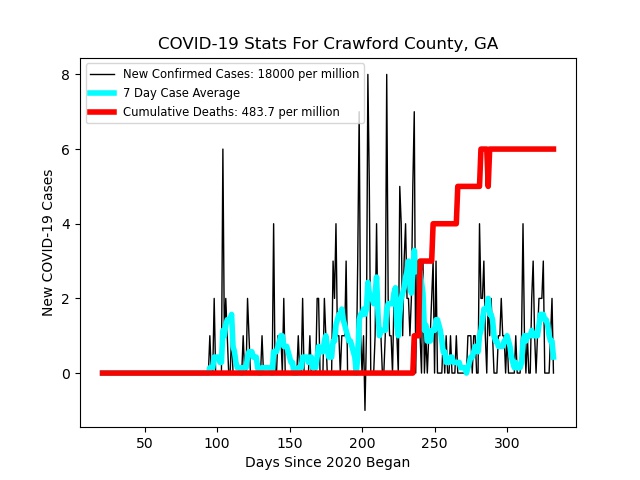 COVID-19 Stats For Crawford County, GA
New Confirmed Cases: 18000 per million
7 Day Case Average
Cumulative Deaths: 483.7 per million
New COVID-19 Cases
8
6
4
2
0
50 100 150 200 250 300
Days Since 2020 Began